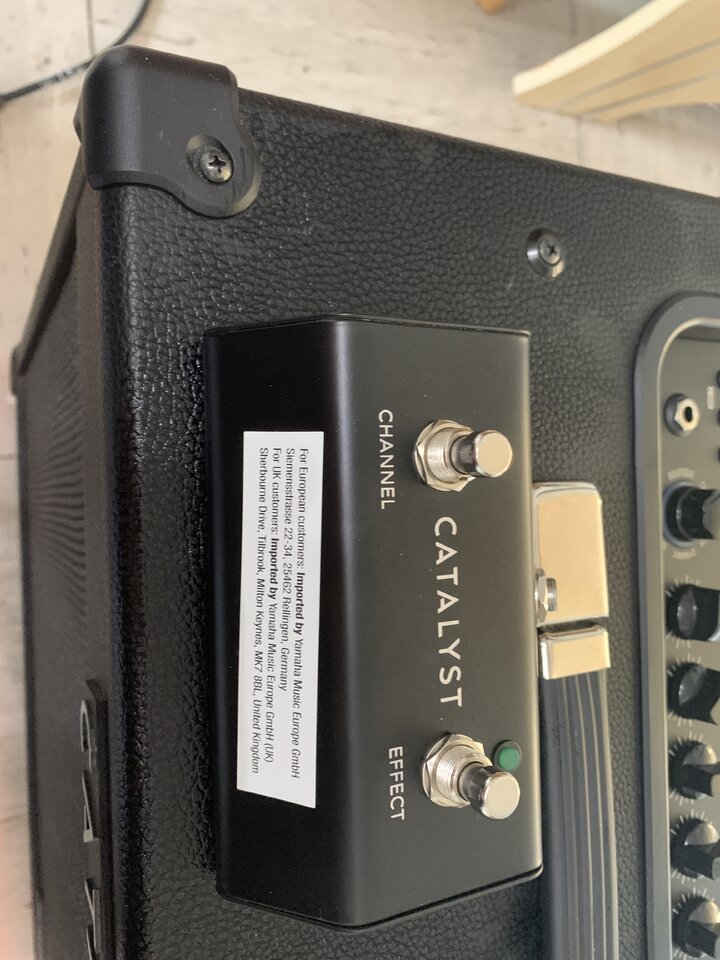 CHANNEL
CATALYST
EFFECT
For European customers: Imported by Yamaha Music Europe GmbH
Siemensstrasse 22-34, 25462 Rellingen, Germany
For UK customers: Imported by Yamaha Music Europe GmbH (UK)
Sherbourne Drive, Tilbrook, Milton Keynes, MK7 8BL, United Kingdom